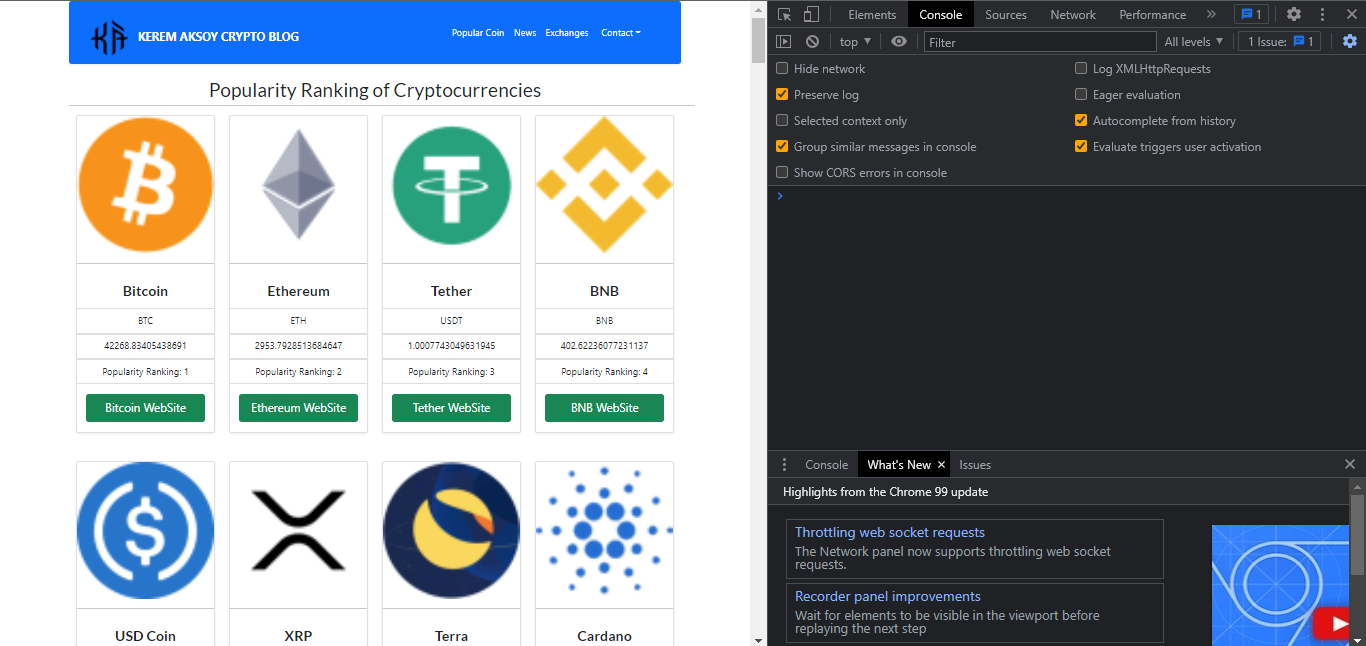 KEREM AKSOY CRYPTO BLOG
Popular Coin News Exchanges Contact
Popularity Ranking of Cryptocurrencies
Bitcoin Ethereum Tether BNB
BTC ETH USDT BNB
42268.83405438691 2953.7928513684647 1.0007743049631945 402.62236077231137
Popularity Ranking: 1 Popularity Ranking: 2 Popularity Ranking: 3 Popularity Ranking: 4
Bitcoin WebSite Ethereum WebSite Tether WebSite BNB WebSite
USD Coin XRP Terra Cardano
Elements Console Sources Network Performance » 1
top Filter All levels 1 Issue: 1
Hide network Log XMLHttpRequests
Preserve log Eager evaluation
Selected context only Autocomplete from history
Group similar messages in console Evaluate triggers user activation
Show CORS errors in console
Console What's New Issues
Highlights from the Chrome 99 update
Throttling web socket requests
The Network panel now supports throttling web socket
requests.
Recorder panel improvements
Wait for elements to be visible in the viewport before
replaying the next step